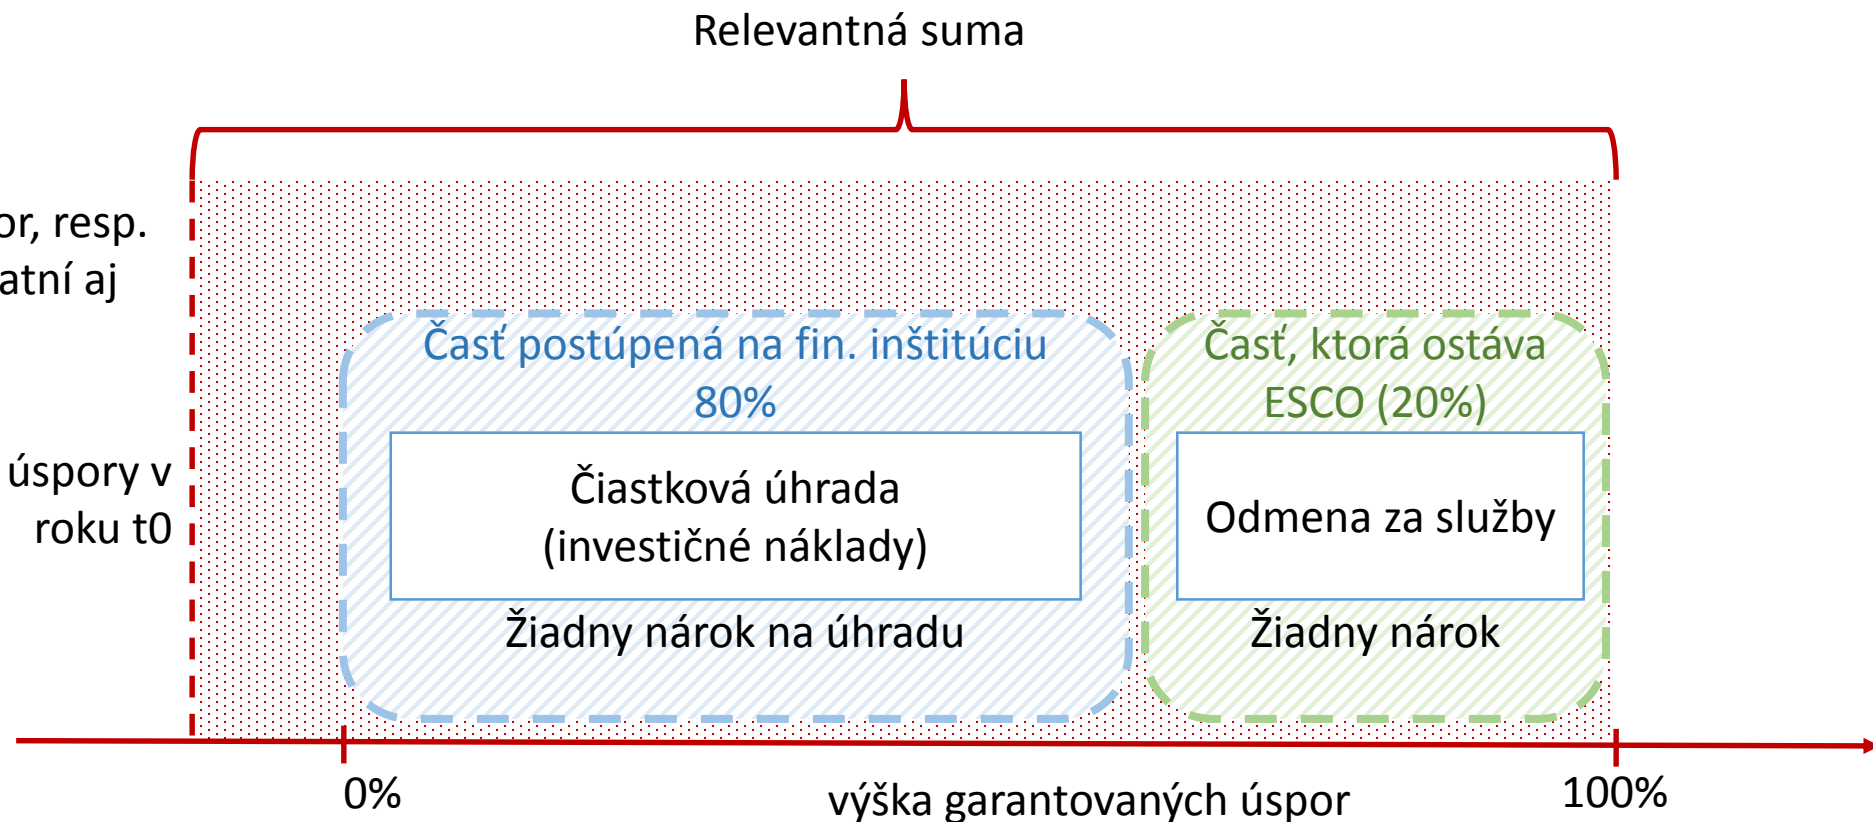 Relevantná suma
or, resp.
atní aj
Časť postúpená na fin. inštitúciu
80%
Časť, ktorá ostáva
ESCO (20%)
úspory v
roku t0
Čiastková úhrada
(investičné náklady)
Odmena za služby
Žiadny nárok na úhradu
Žiadny nárok
0%
výška garantovaných úspor
100%